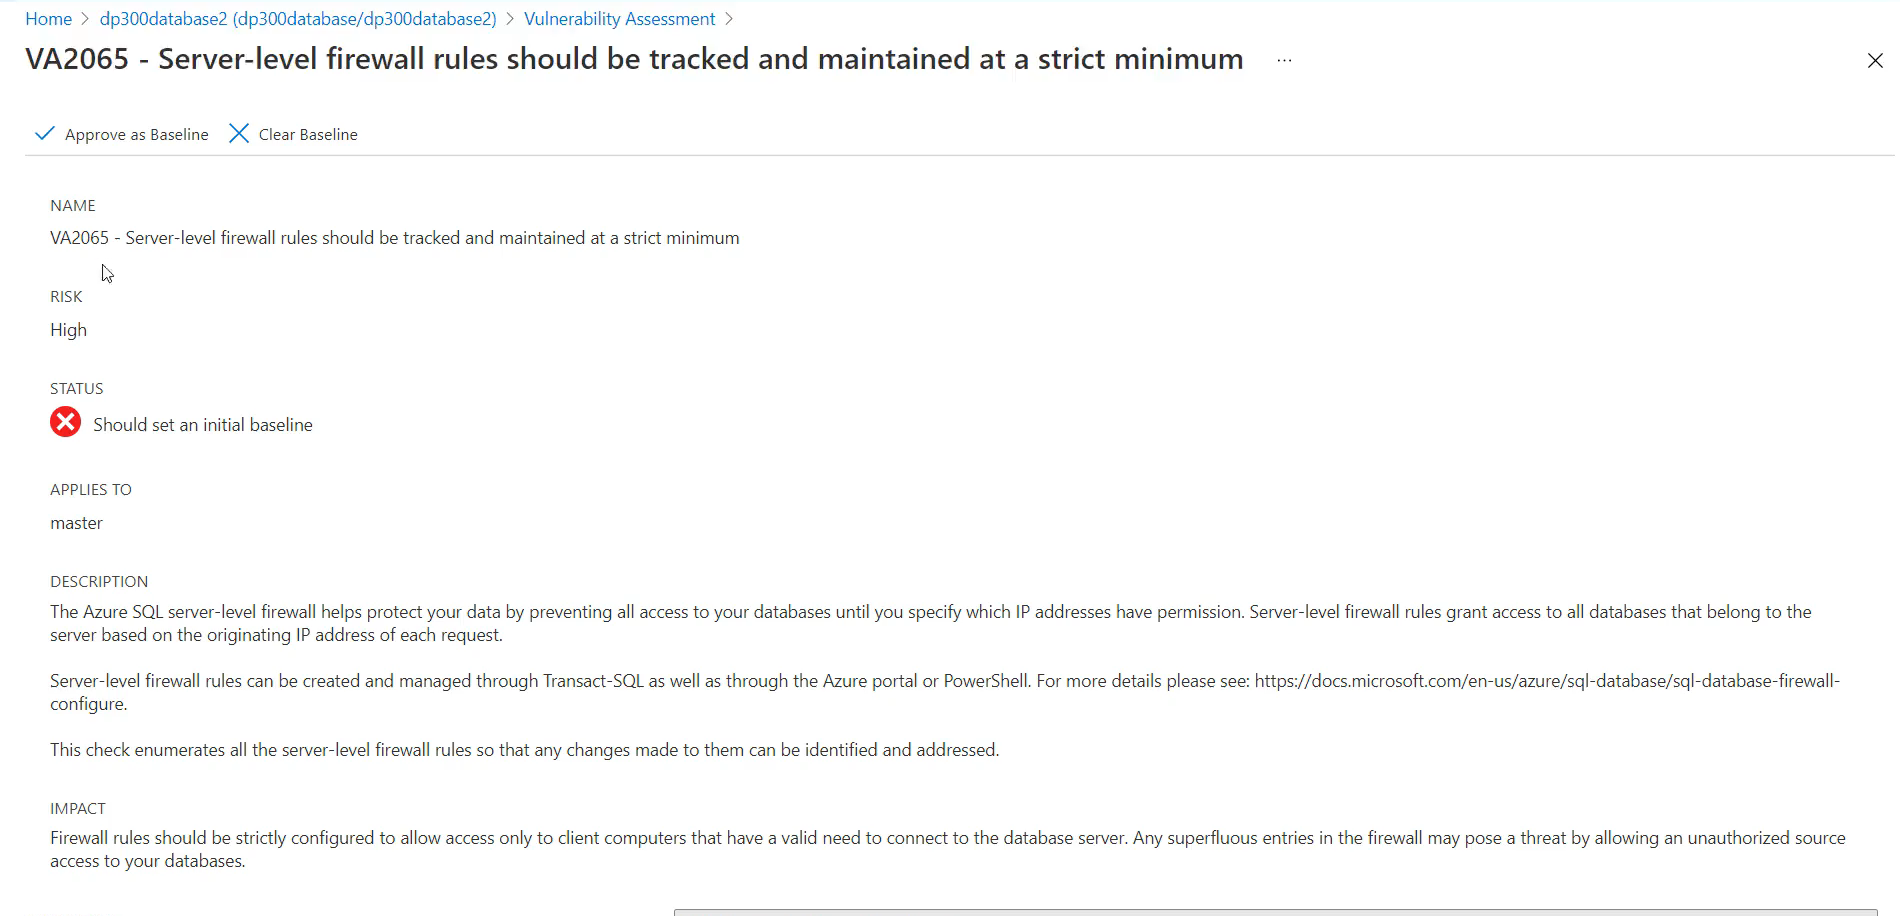 Home > dp300database2 (dp300database/dp300database2) > Vulnerability Assessment >
VA2065 - Server-level firewall rules should be tracked and maintained at a strict minimum ...
Approve as Baseline Clear Baseline
NAME
VA2065 - Server-level firewall rules should be tracked and maintained at a strict minimum
RISK
High
STATUS
Should set an initial baseline
APPLIES TO
master
DESCRIPTION
The Azure SQL server-level firewall helps protect your data by preventing all access to your databases until you specify which IP addresses have permission. Server-level firewall rules grant access to all databases that belong to the
server based on the originating IP address of each request.
Server-level firewall rules can be created and managed through Transact-SQL as well as through the Azure portal or PowerShell. For more details please see: https://docs.microsoft.com/en-us/azure/sql-database/sql-database-firewall-
configure.
This check enumerates all the server-level firewall rules so that any changes made to them can be identified and addressed.
IMPACT
Firewall rules should be strictly configured to allow access only to client computers that have a valid need to connect to the database server. Any superfluous entries in the firewall may pose a threat by allowing an unauthorized source
access to your databases.